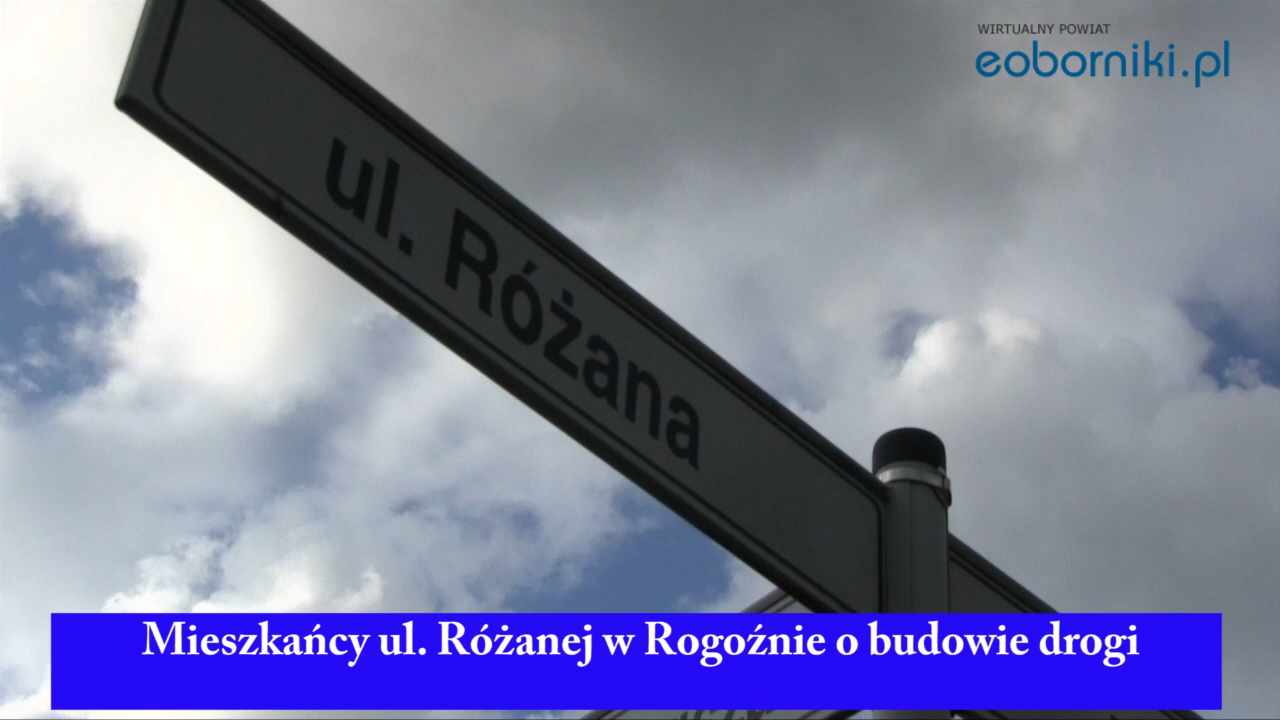 WIRTUALNY POWIAT
eoborniki.pl
ul. Różana
Mieszkańcy ul. Różanej w Rogoźnie o budowie drogi